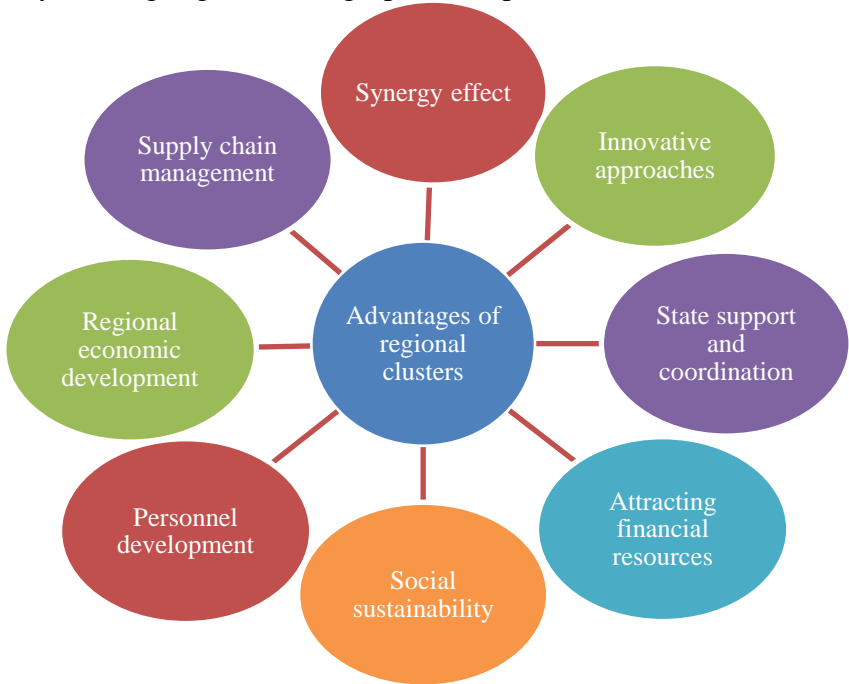 Synergy effect
Innovative
approaches
State support
and
coordination
Attracting
financial
resources
Social
sustainability
Personnel
development
Regional
economic
development
Supply chain
management
Advantages of
regional
clusters